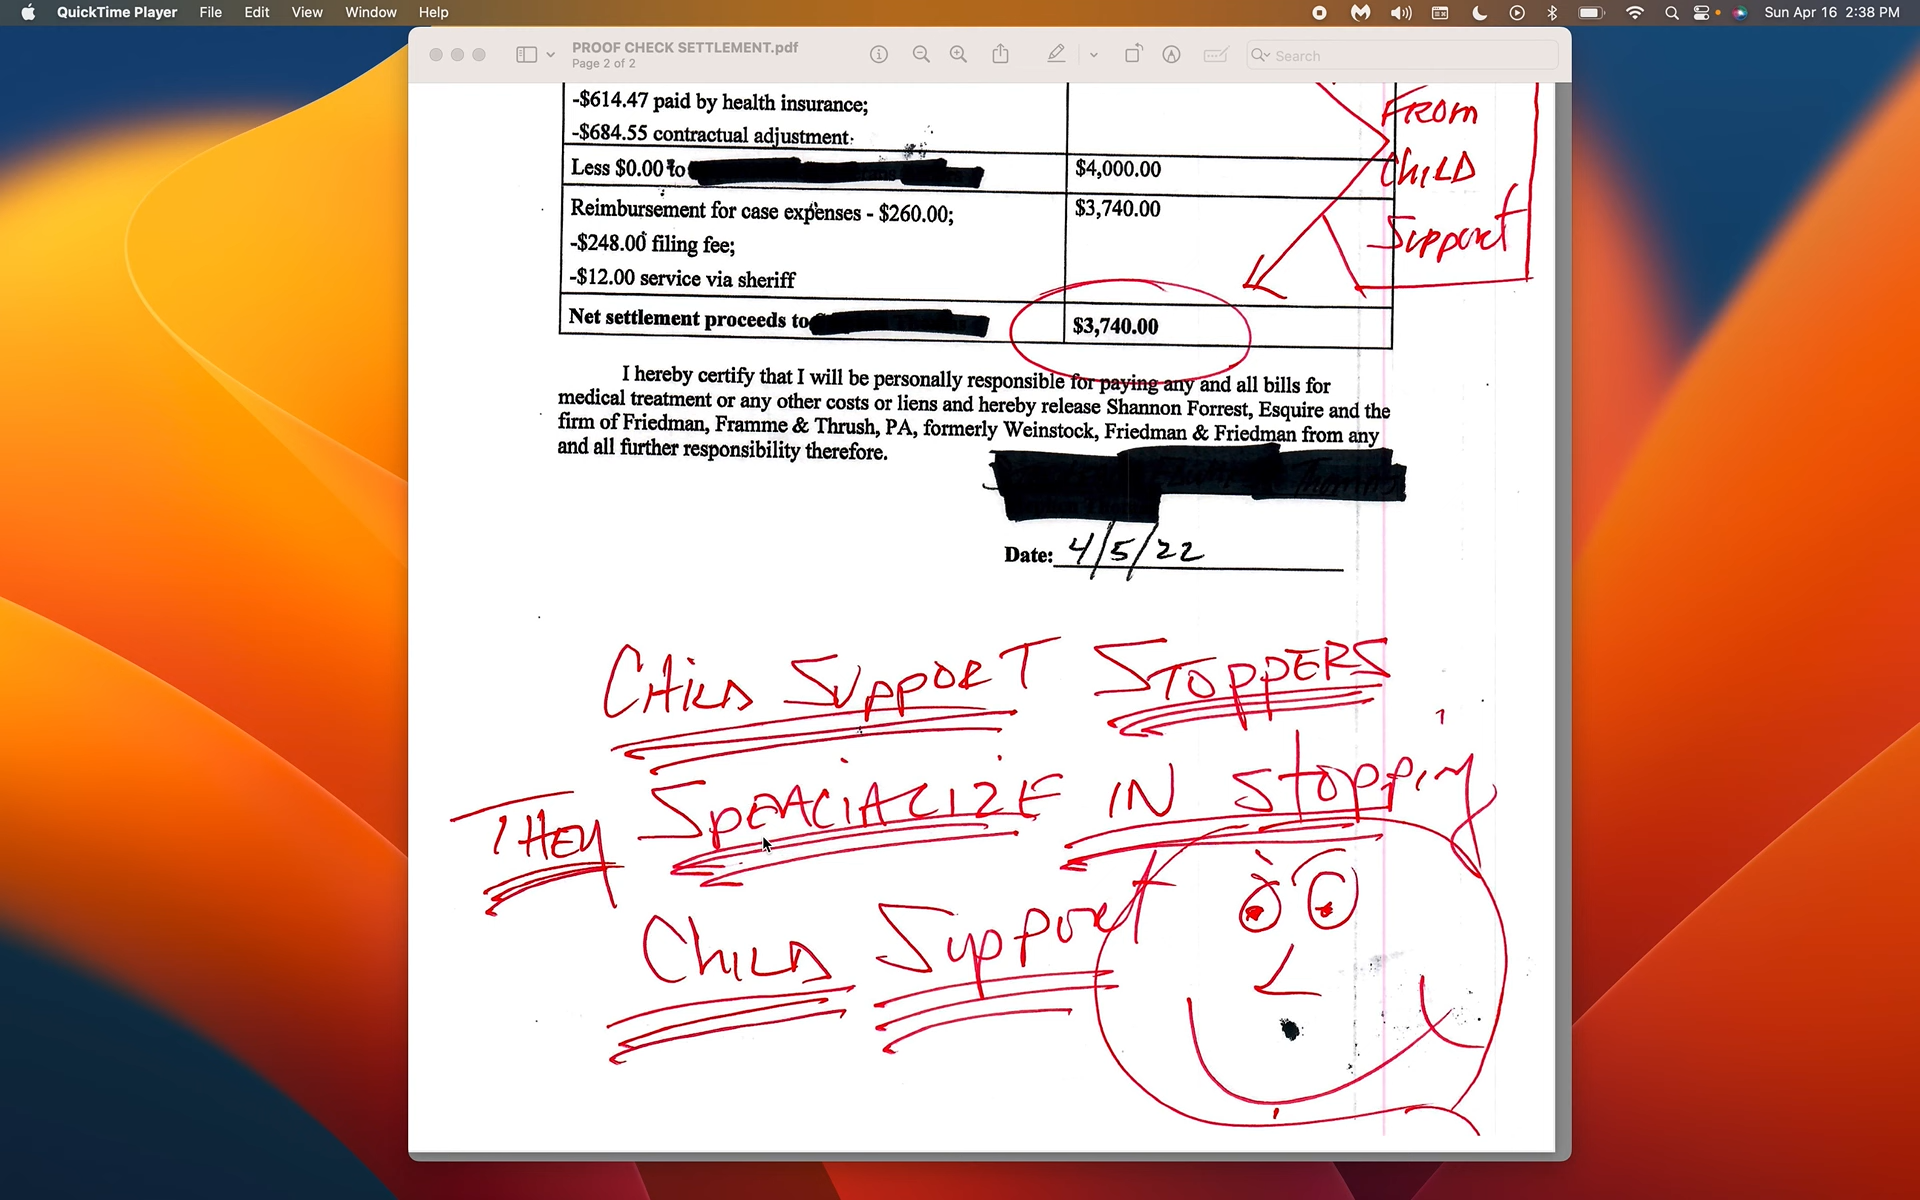 QuickTime Player File Edit View Window Help Sun Apr 16 2:38 PM
PROOF CHECK SETTLEMENT.pdf
Page 2 of 2
Search
-$614.47 paid by health insurance;
-$684.55 contractual adjustment
Less $0.00 to $4,000.00
Reimbursement for case expenses - $260.00; $3,740.00
-$248.00 filing fee;
-$12.00 service via sheriff
Net settlement proceeds to $3,740.00
FROM
CHILD
Support
I hereby certify that I will be personally responsible for paying any and all bills for
medical treatment or any other costs or liens and hereby release Shannon Forrest, Esquire and the
firm of Friedman, Framme & Thrush, PA, formerly Weinstock, Friedman & Friedman from any
and all further responsibility therefore.
Date: 4/5/22
CHILD SUPPORT STOPPERS
THEY SPEACIALIZE IN Stopping
CHILD Support